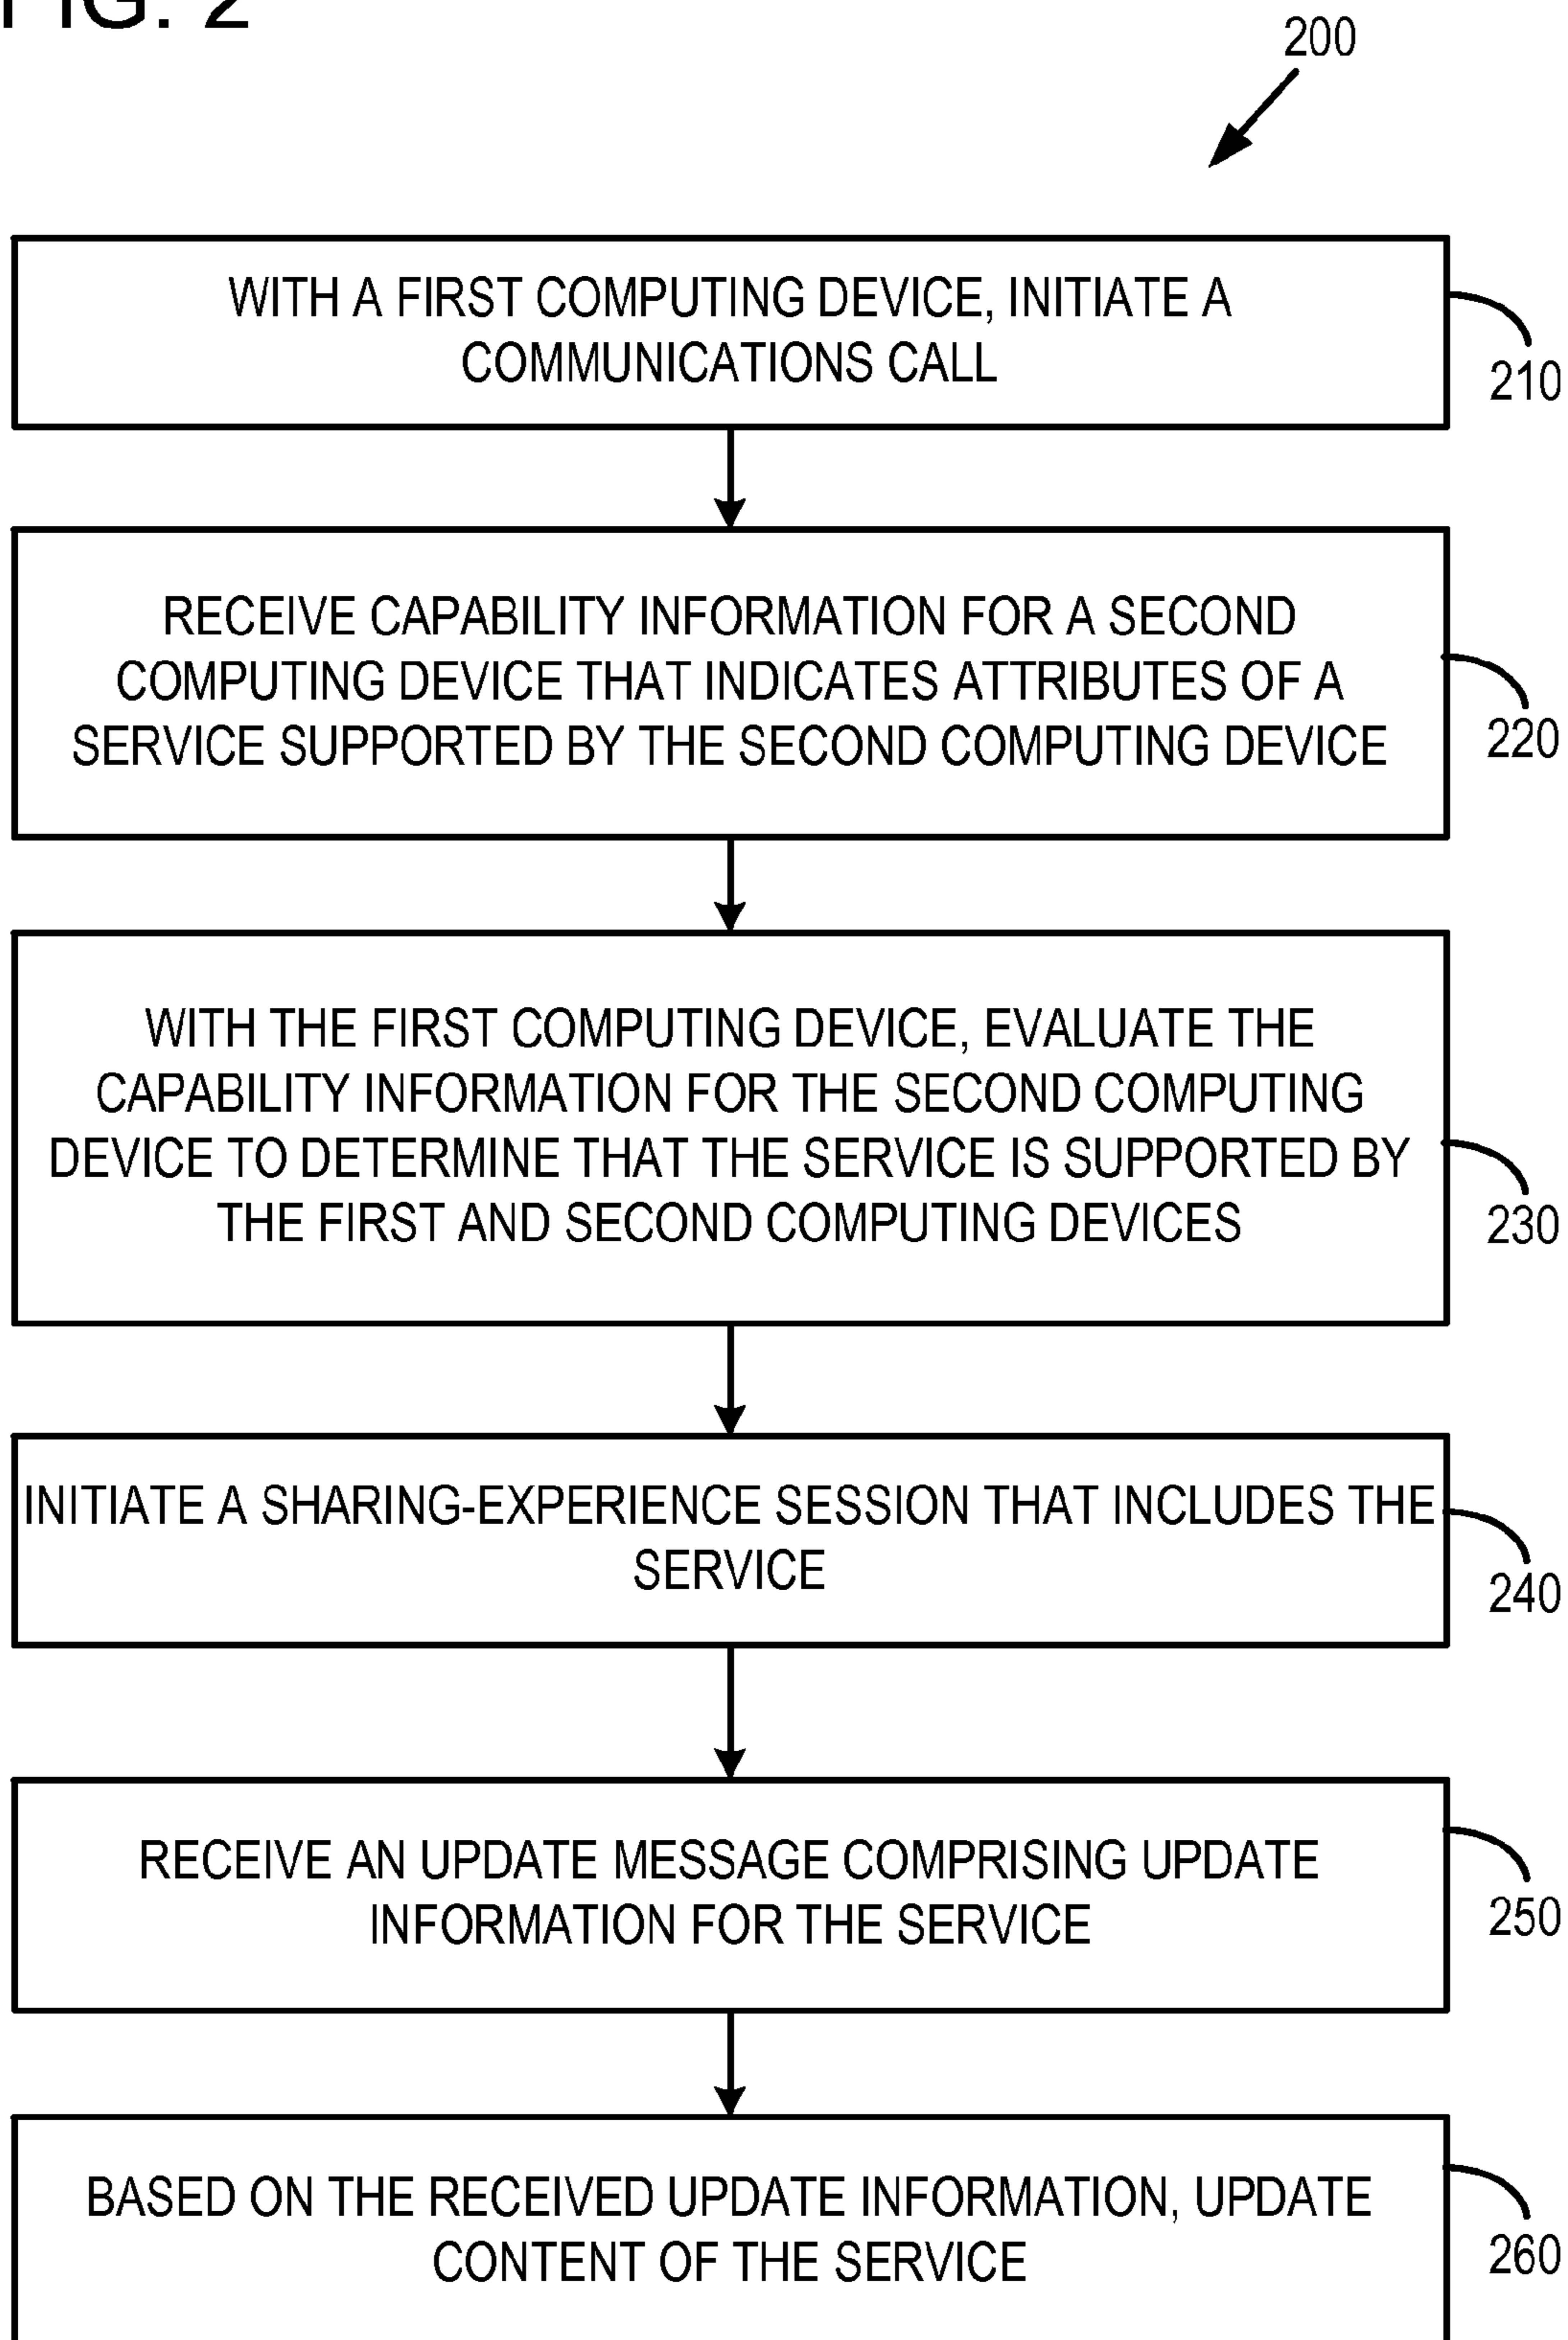 FIG. 2
200
WITH A FIRST COMPUTING DEVICE, INITIATE A
COMMUNICATIONS CALL
210
RECEIVE CAPABILITY INFORMATION FOR A SECOND
COMPUTING DEVICE THAT INDICATES ATTRIBUTES OF A
SERVICE SUPPORTED BY THE SECOND COMPUTING DEVICE
220
WITH THE FIRST COMPUTING DEVICE, EVALUATE THE
CAPABILITY INFORMATION FOR THE SECOND COMPUTING
DEVICE TO DETERMINE THAT THE SERVICE IS SUPPORTED BY
THE FIRST AND SECOND COMPUTING DEVICES
230
INITIATE A SHARING-EXPERIENCE SESSION THAT INCLUDES THE
SERVICE
240
RECEIVE AN UPDATE MESSAGE COMPRISING UPDATE
INFORMATION FOR THE SERVICE
250
BASED ON THE RECEIVED UPDATE INFORMATION, UPDATE
CONTENT OF THE SERVICE
260